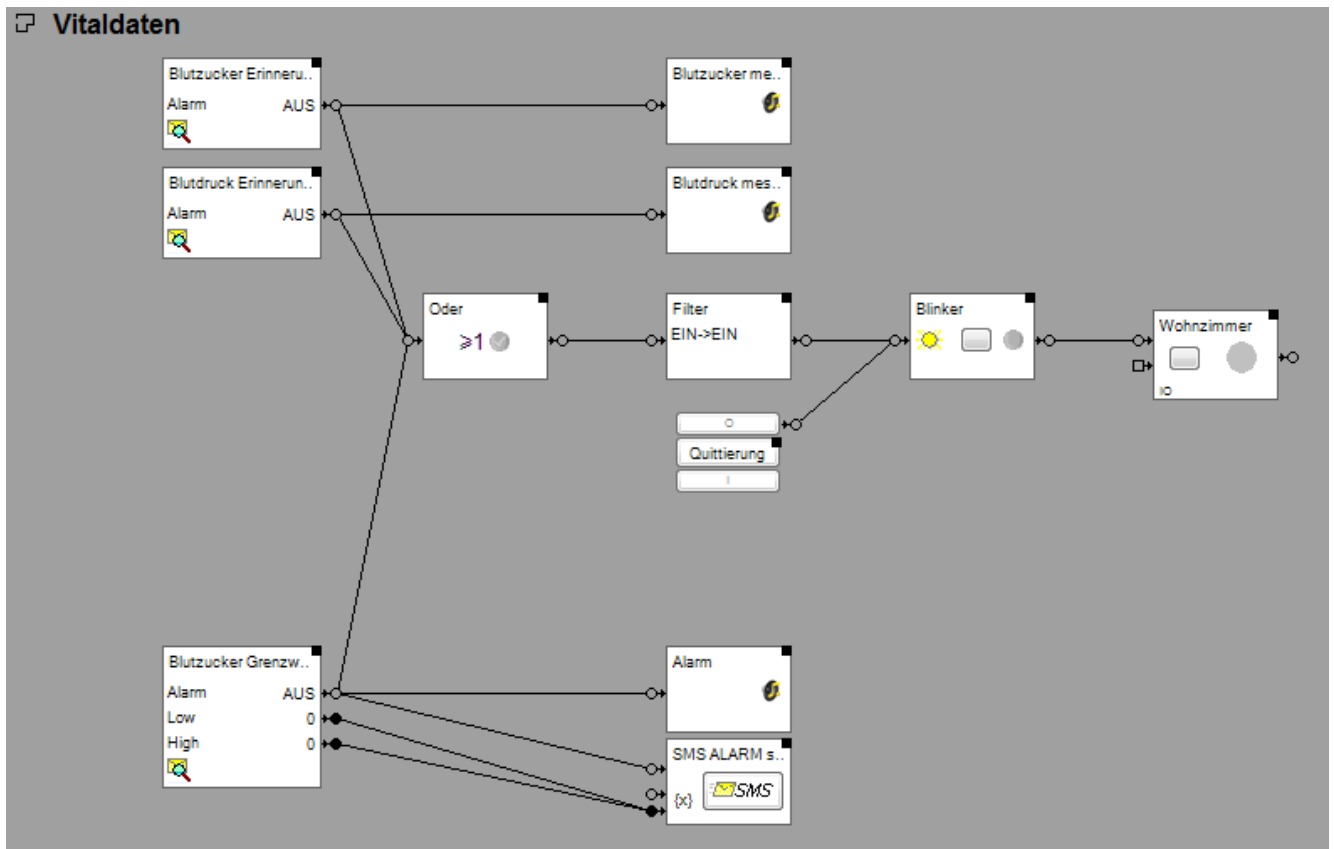 Vitaldaten
Blutzucker Erinneru..
Alarm AUS
Blutzucker me..
Blutdruck Erinnerun..
Alarm AUS
Blutdruck mes..
Oder
≥1
Filter
EIN->EIN
Blinker
Wohnzimmer
IO
O
Quittierung
I
Blutzucker Grenzw..
Alarm AUS
Low 0
High 0
Alarm
SMS ALARM s..
{x} SMS